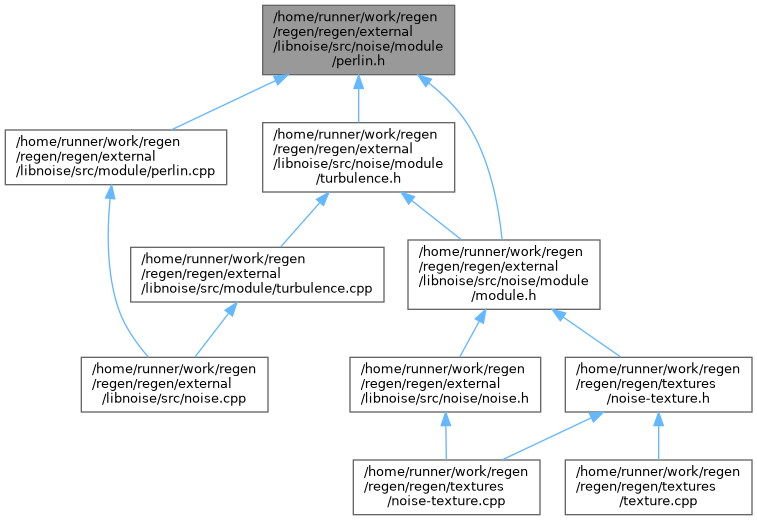 /home/runner/work/regen
/regen/regen/external
/libnoise/src/noise/module
/perlin.h
/home/runner/work/regen
/regen/regen/external
/libnoise/src/module/perlin.cpp
/home/runner/work/regen
/regen/regen/external
/libnoise/src/noise/module
/turbulence.h
/home/runner/work/regen
/regen/regen/external
/libnoise/src/module/turbulence.cpp
/home/runner/work/regen
/regen/regen/external
/libnoise/src/noise/module
/module.h
/home/runner/work/regen
/regen/regen/external
/libnoise/src/noise.cpp
/home/runner/work/regen
/regen/regen/external
/libnoise/src/noise/noise.h
/home/runner/work/regen
/regen/regen/textures
/noise-texture.h
/home/runner/work/regen
/regen/regen/textures
/noise-texture.cpp
/home/runner/work/regen
/regen/regen/textures
/texture.cpp